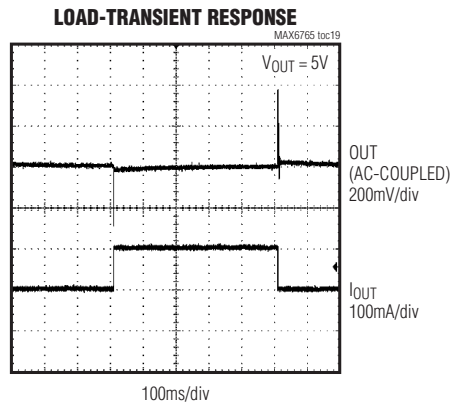 LOAD-TRANSIENT RESPONSE
MAX6765 toc19
VOUT = 5V
OUT
(AC-COUPLED)
200mV/div
IOUT
100mA/div
100ms/div